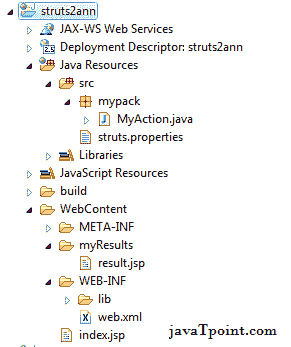 struts2ann
JAX-WS Web Services
Deployment Descriptor: struts2ann
Java Resources
src
mypack
MyAction.java
struts.properties
Libraries
JavaScript Resources
build
WebContent
META-INF
myResults
result.jsp
WEB-INF
lib
web.xml
index.jsp
javaTpoint.com